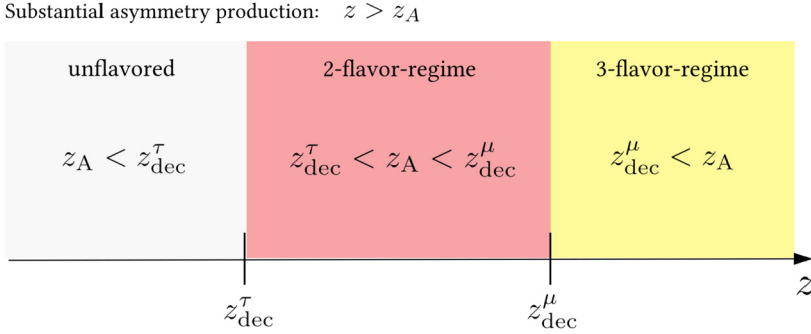 Substantial asymmetry production: z > z_A
unflavored 2-flavor-regime 3-flavor-regime
z_A < z_dec^τ z_dec^τ < z_A < z_dec^μ z_dec^μ < z_A
z
z_dec^τ z_dec^μ